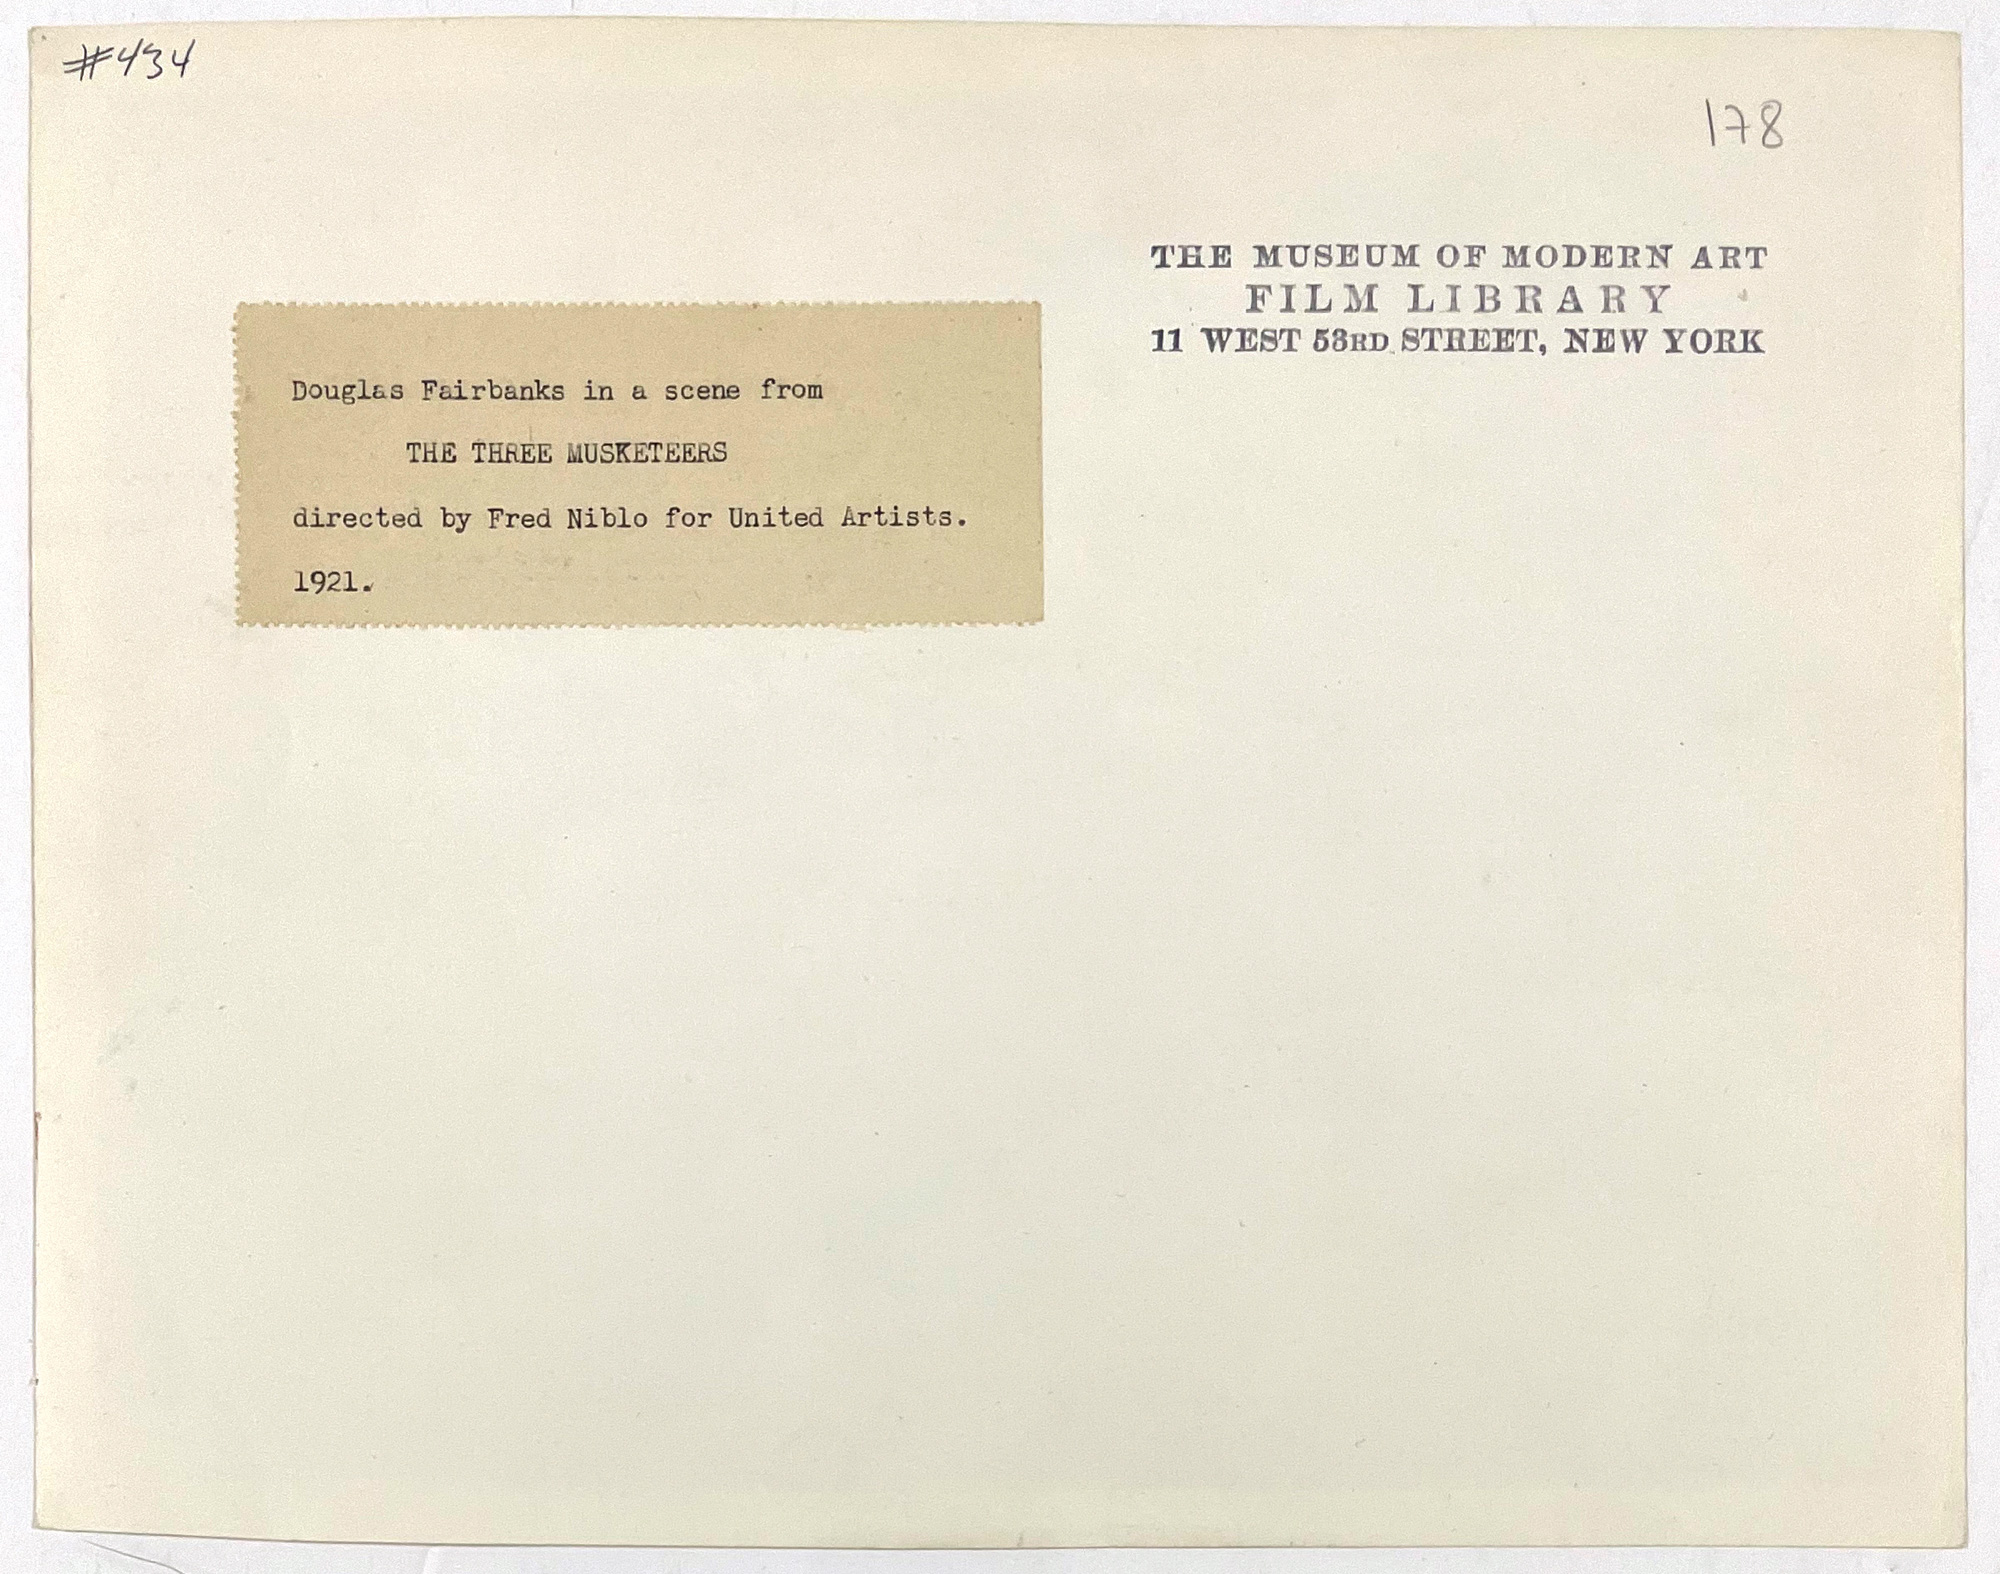 #434
178
THE MUSEUM OF MODERN ART
FILM LIBRARY
11 WEST 53RD STREET, NEW YORK
Douglas Fairbanks in a scene from
THE THREE MUSKETEERS
directed by Fred Niblo for United Artists.
1921.